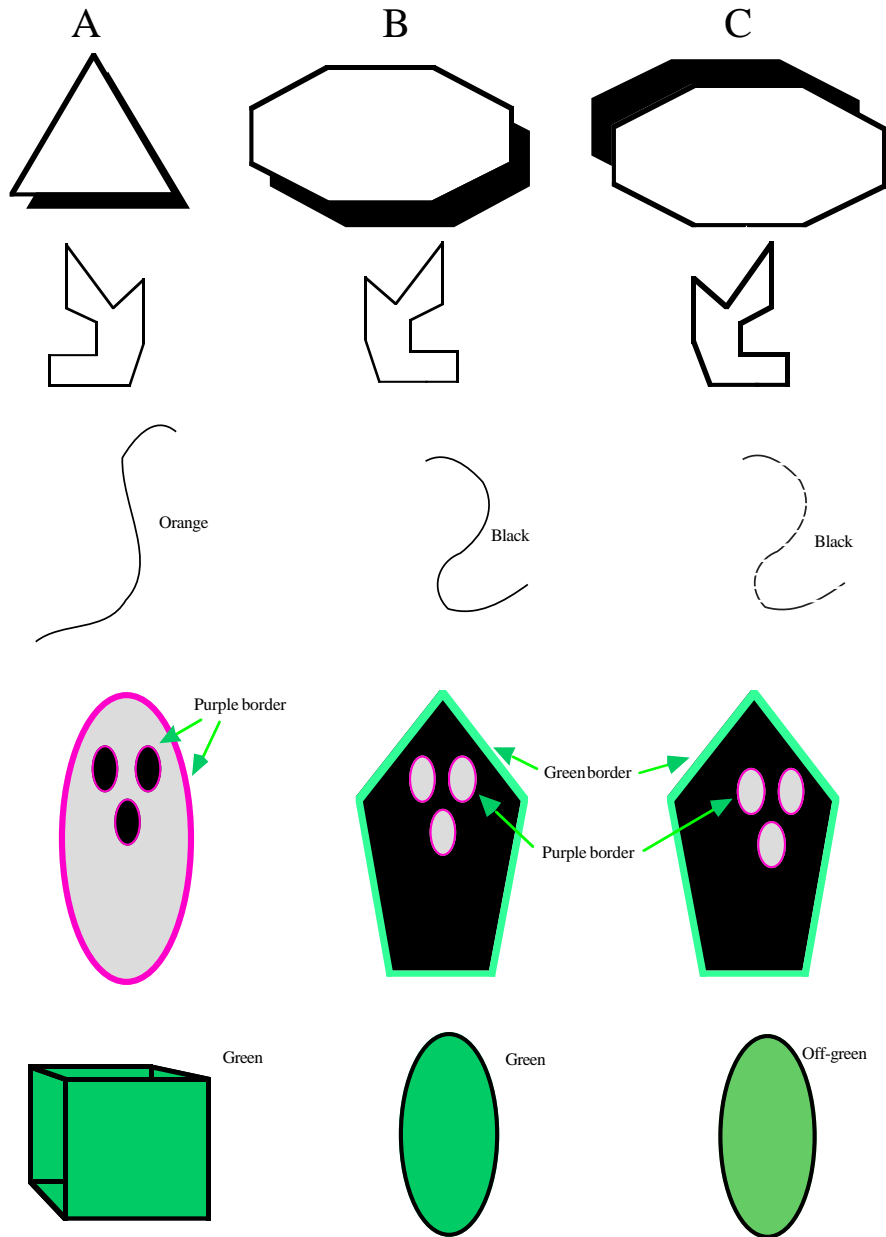 A B C
Orange
Black
Black
Purple border
Green border
Purple border
Green
Green
Off-green